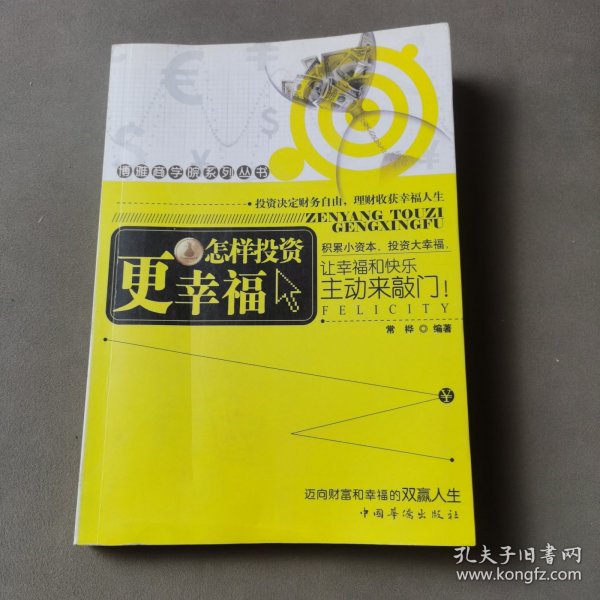 博雅商学院系列丛书
投资决定财务自由，理财收获幸福人生
ZENYANG TOUZI
GENGXINGFU
怎样投资
更幸福
积累小资本，投资大幸福，
让幸福和快乐
主动来敲门！
FELICITY
常 桦 ◎ 编著
¥
迈向财富和幸福的双赢人生
中国华侨出版社
孔夫子旧书网
www.kongfz.com